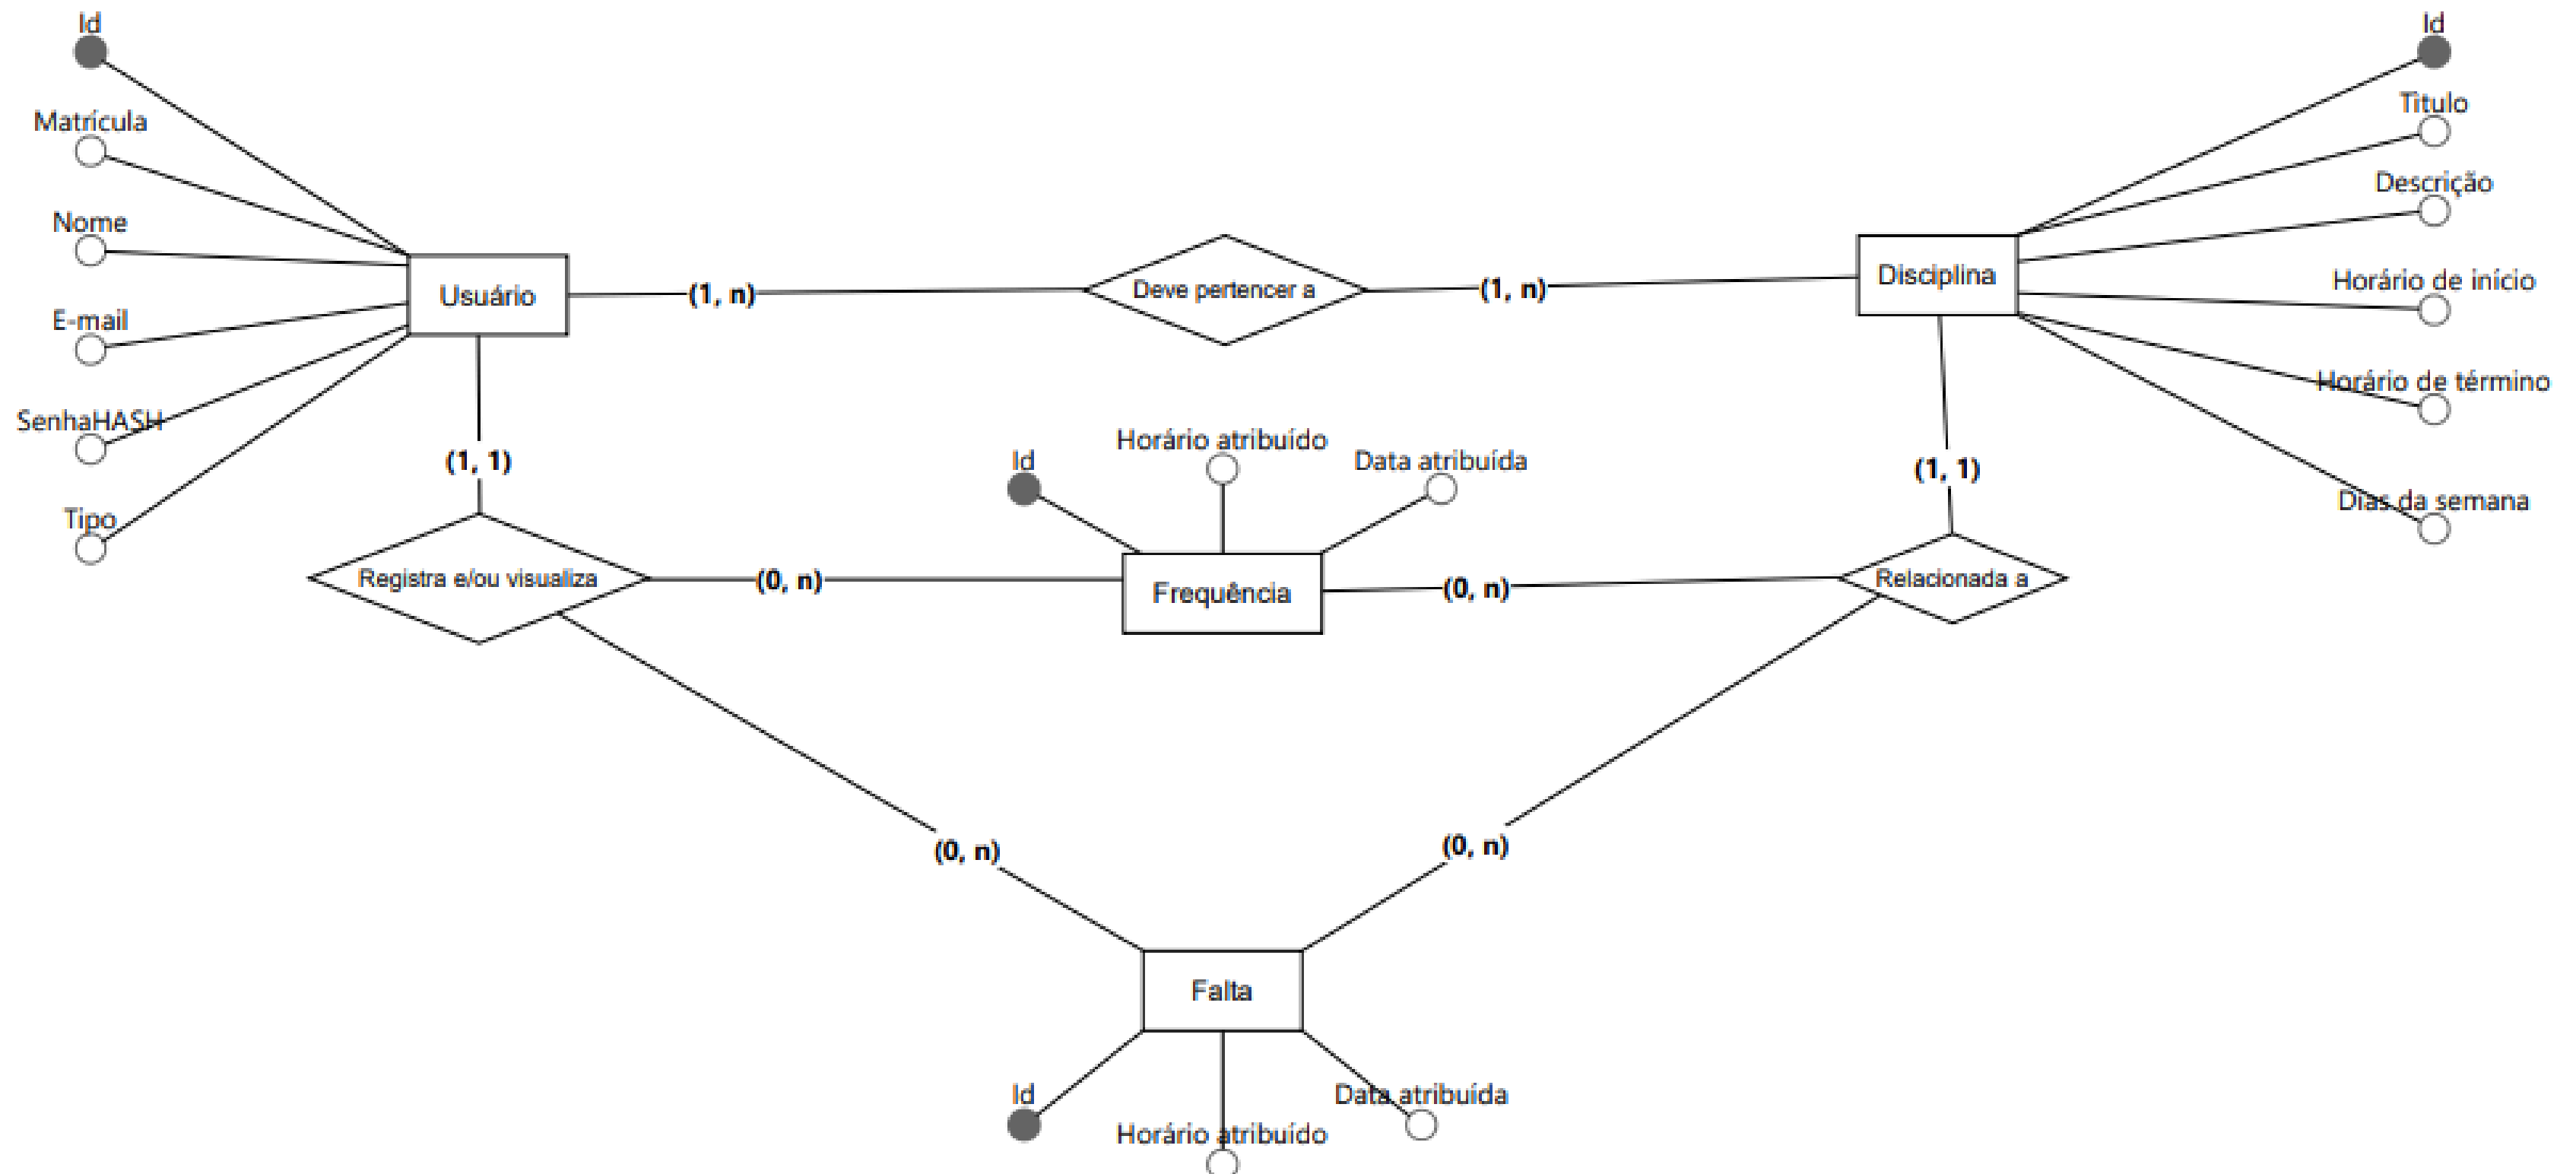 Id
Id
Titulo
Matrícula
Descrição
Nome
Disciplina
Horário de início
Usuário
(1, n)
Deve pertencer a
(1, n)
E-mail
Horário de término
SenhaHASH
Horário atribuído
(1, 1)
Id
Data atribuída
(1, 1)
Dias da semana
Tipo
Registra e/ou visualiza
(0, n)
Frequência
(0, n)
Relacionada a
(0, n)
(0, n)
Falta
Id
Data atribuída
Horário atribuído